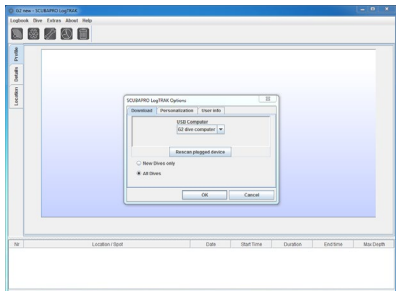 G2 new - SCUBAPRO LogTRAK
Logbook Dive Extras About Help
Profile
Details
Location
SCUBAPRO LogTRAK Options
Download Personalization User info
USB Computer
G2 dive computer
Rescan plugged device
New Dives only
All Dives
OK Cancel
Nr Location / Spot Date Start Time Duration End time Max Depth